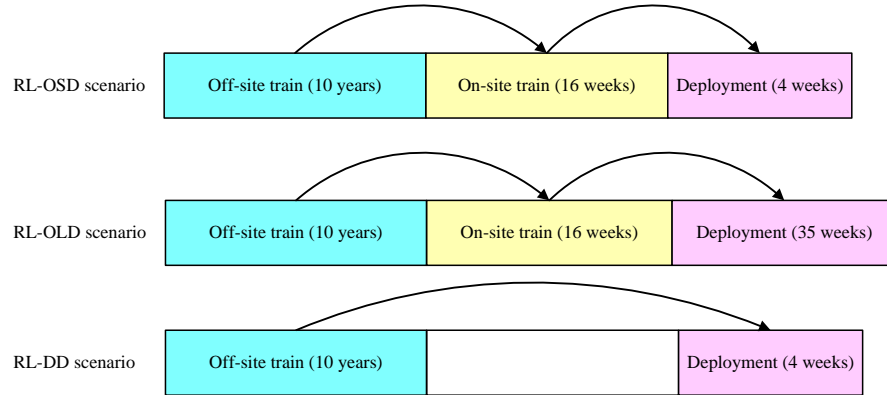 RL-OSD scenario
Off-site train (10 years)
On-site train (16 weeks)
Deployment (4 weeks)
RL-OLD scenario
Off-site train (10 years)
On-site train (16 weeks)
Deployment (35 weeks)
RL-DD scenario
Off-site train (10 years)
Deployment (4 weeks)